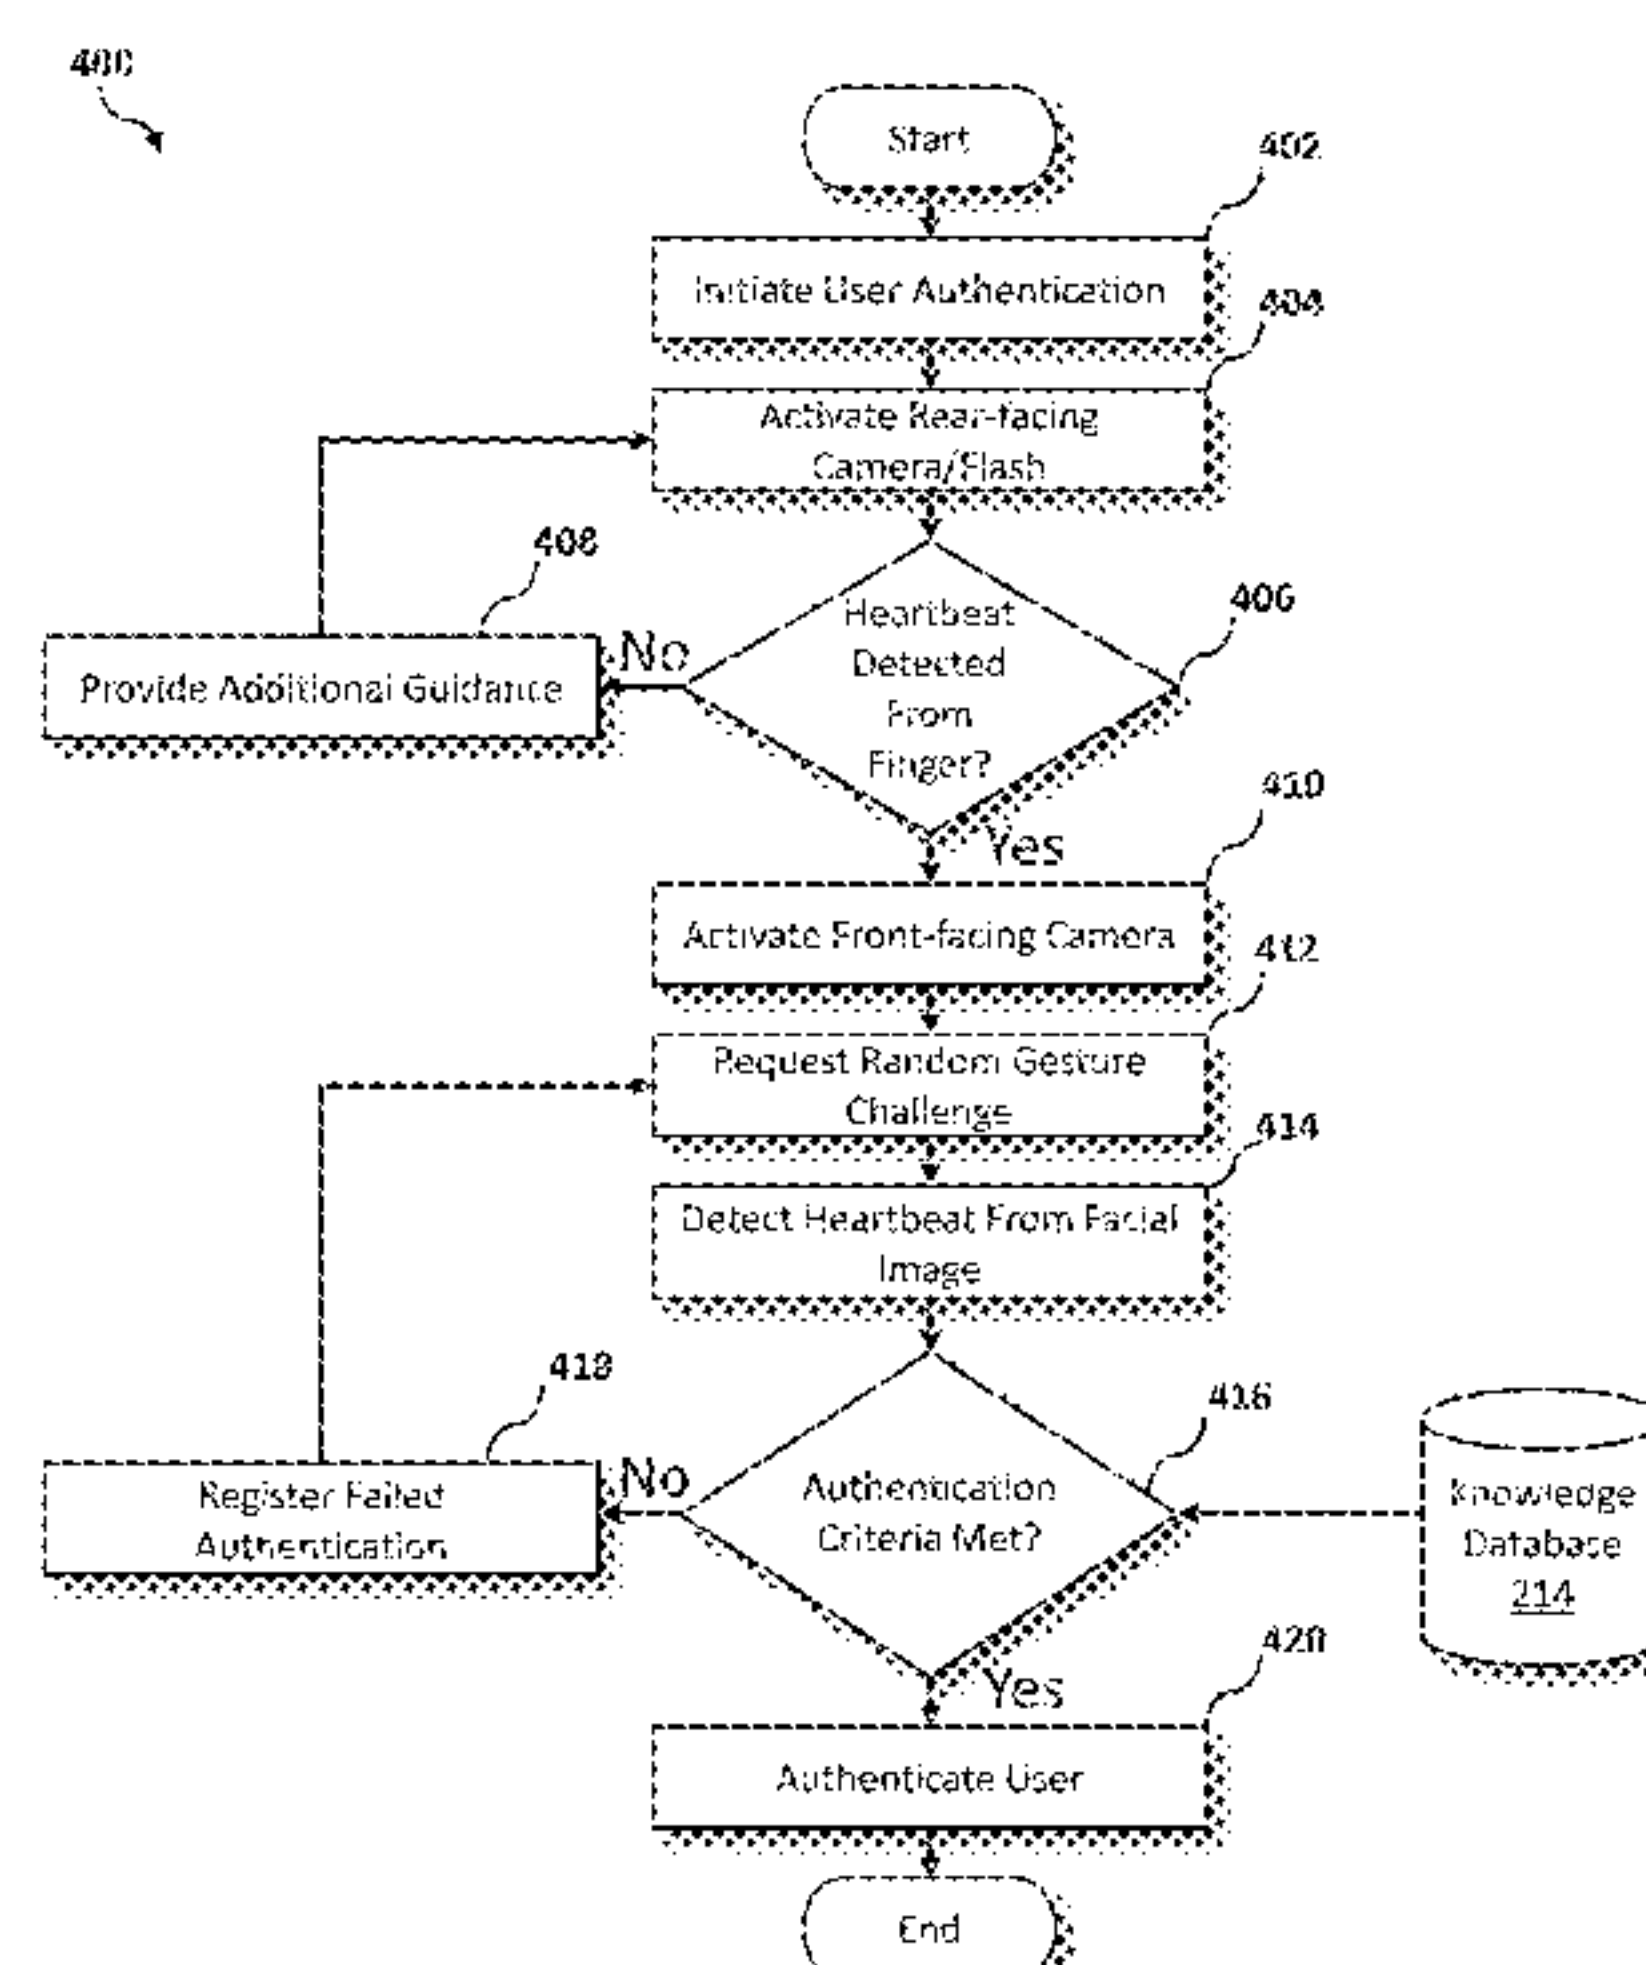 400
Start
402
Initiate User Authentication
404
Activate Rear-facing
Camera/Flash
408
406
Heartbeat
Detected
From
Finger?
No
Provide Additional Guidance
Yes
410
Activate Front-facing Camera
412
Request Random Gesture
Challenge
414
Detect Heartbeat From Facial
Image
418
416
Authentication
Criteria Met?
No
Register Failed
Authentication
Knowledge
Database
214
Yes
420
Authenticate User
End